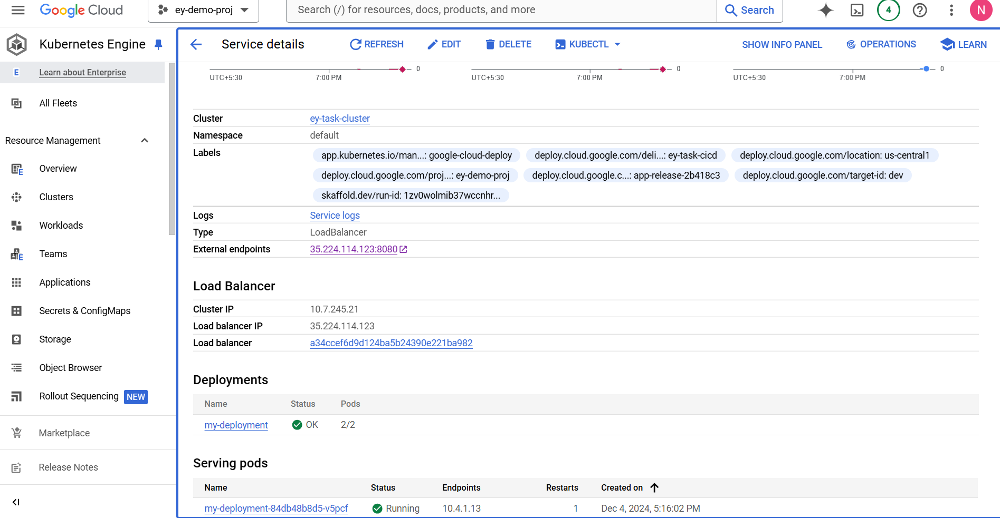 Google Cloud
ey-demo-proj
Search (/) for resources, docs, products, and more
Search
4
N
Kubernetes Engine
Service details
REFRESH
EDIT
DELETE
KUBECTL
SHOW INFO PANEL
OPERATIONS
LEARN
E
Learn about Enterprise
All Fleets
Resource Management
Overview
Clusters
Workloads
Teams
Applications
Secrets & ConfigMaps
Storage
Object Browser
Rollout Sequencing NEW
Marketplace
Release Notes
0
UTC+5:30 7:00 PM
0
UTC+5:30 7:00 PM
0
UTC+5:30 7:00 PM
Cluster ey-task-cluster
Namespace default
Labels app.kubernetes.io/man...: google-cloud-deploy deploy.cloud.google.com/deli...: ey-task-cicd deploy.cloud.google.com/location: us-central1
deploy.cloud.google.com/proj...: ey-demo-proj deploy.cloud.google.c...: app-release-2b418c3 deploy.cloud.google.com/target-id: dev
skaffold.dev/run-id: 1zv0wolmib37wccnhr...
Logs Service logs
Type LoadBalancer
External endpoints 35.224.114.123:8080
Load Balancer
Cluster IP 10.7.245.21
Load balancer IP 35.224.114.123
Load balancer a34ccef6d9d124ba5b24390e221ba982
Deployments
Name Status Pods
my-deployment OK 2/2
Serving pods
Name Status Endpoints Restarts Created on
my-deployment-84db48b8d5-v5pcf Running 10.4.1.13 1 Dec 4, 2024, 5:16:02 PM